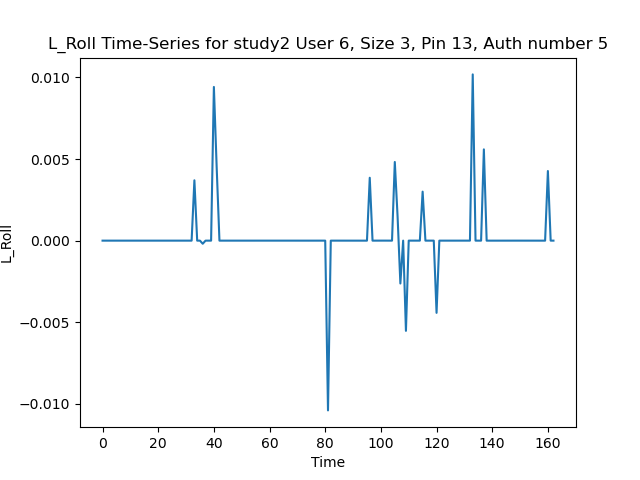 L_Roll Time-Series for study2 User 6, Size 3, Pin 13, Auth number 5
0.010
0.005
0.000
−0.005
−0.010
L_Roll
0 20 40 60 80 100 120 140 160
Time